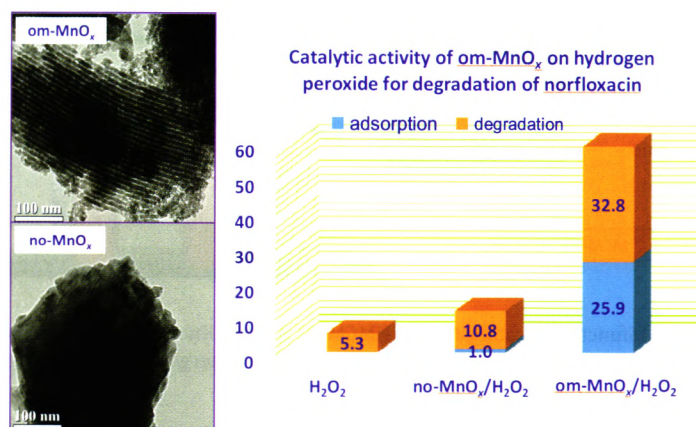 om-MnOₓ
100 nm
no-MnOₓ
100 nm
Catalytic activity of om-MnOₓ on hydrogen
peroxide for degradation of norfloxacin
adsorption degradation
60
50
40
30
20
10
0
5.3
10.8
1.0
32.8
25.9
H₂O₂ no-MnOₓ/H₂O₂ om-MnOₓ/H₂O₂